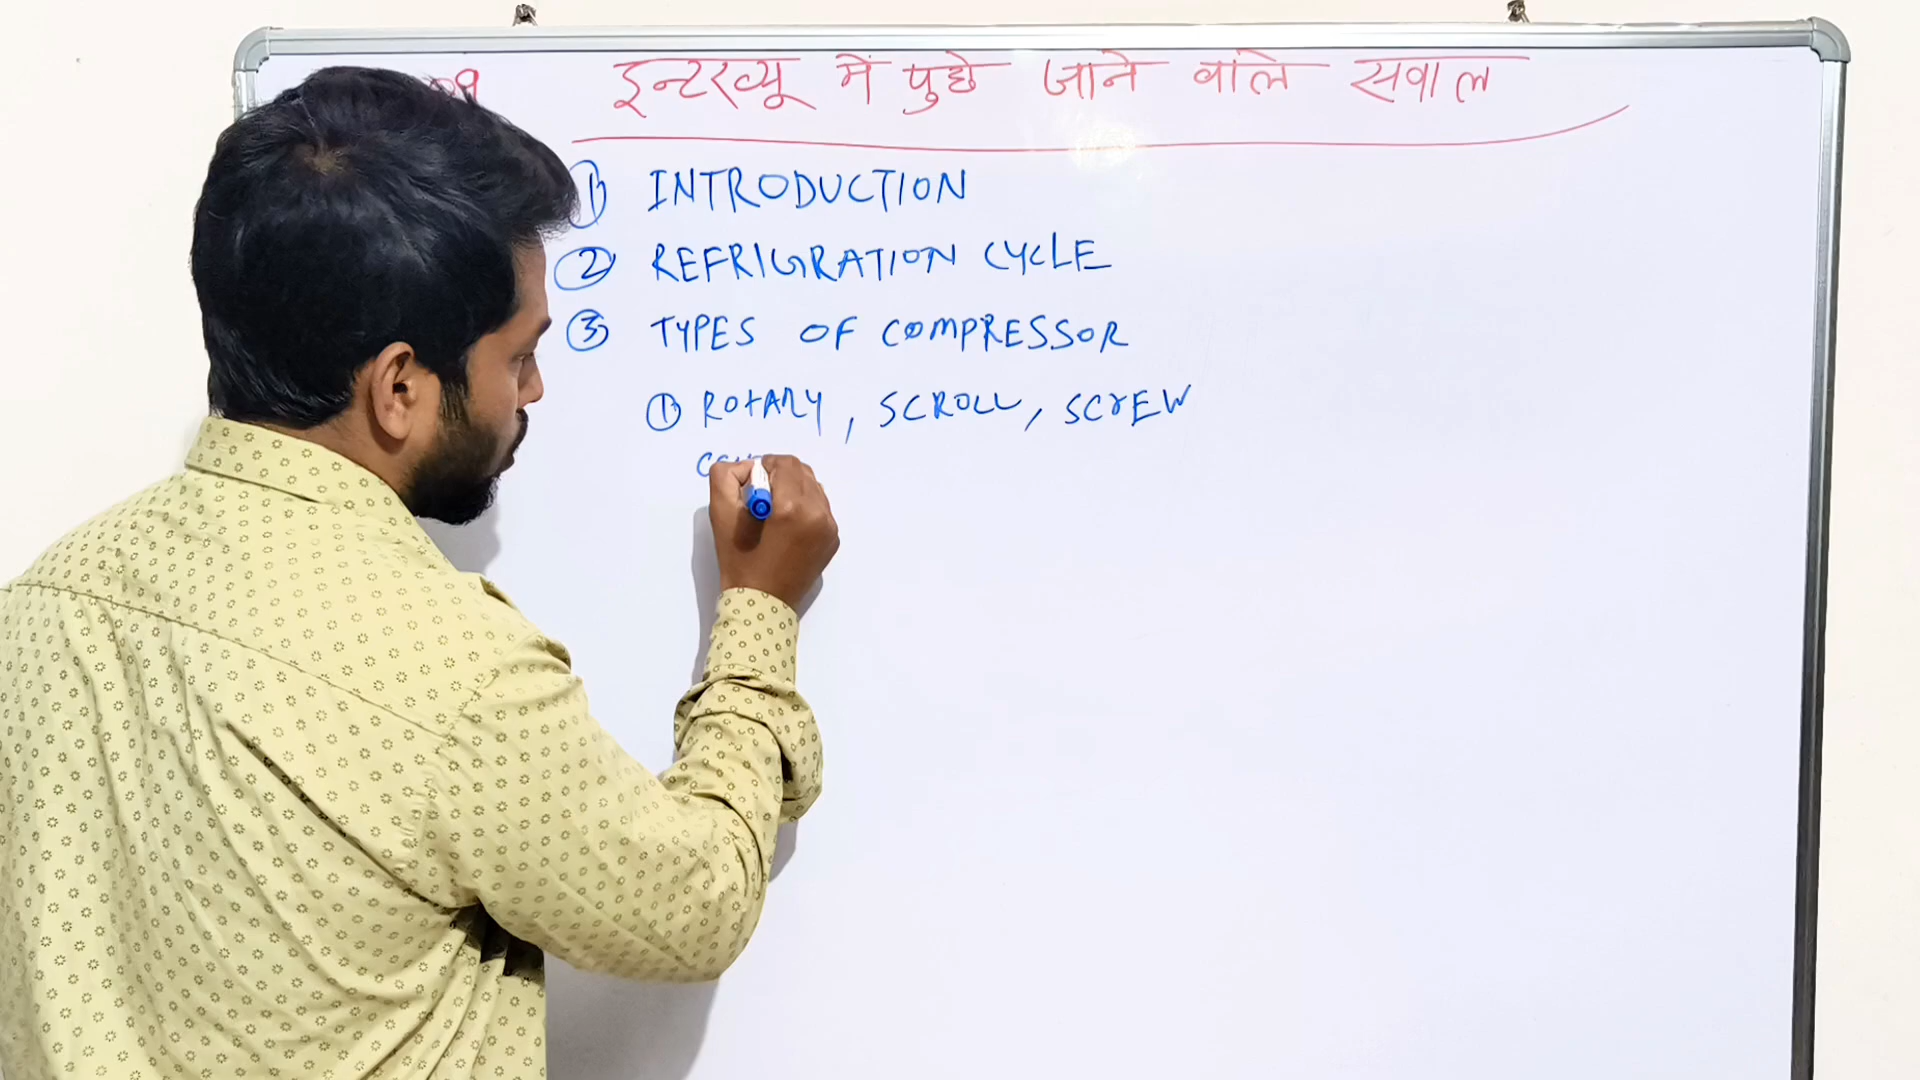 इन्टरव्यू में पुछे जाने वाले सवाल
① INTRODUCTION
② REFRIGRATION CYCLE
③ TYPES OF COMPRESSOR
① ROTARY, SCROLL, SCREW